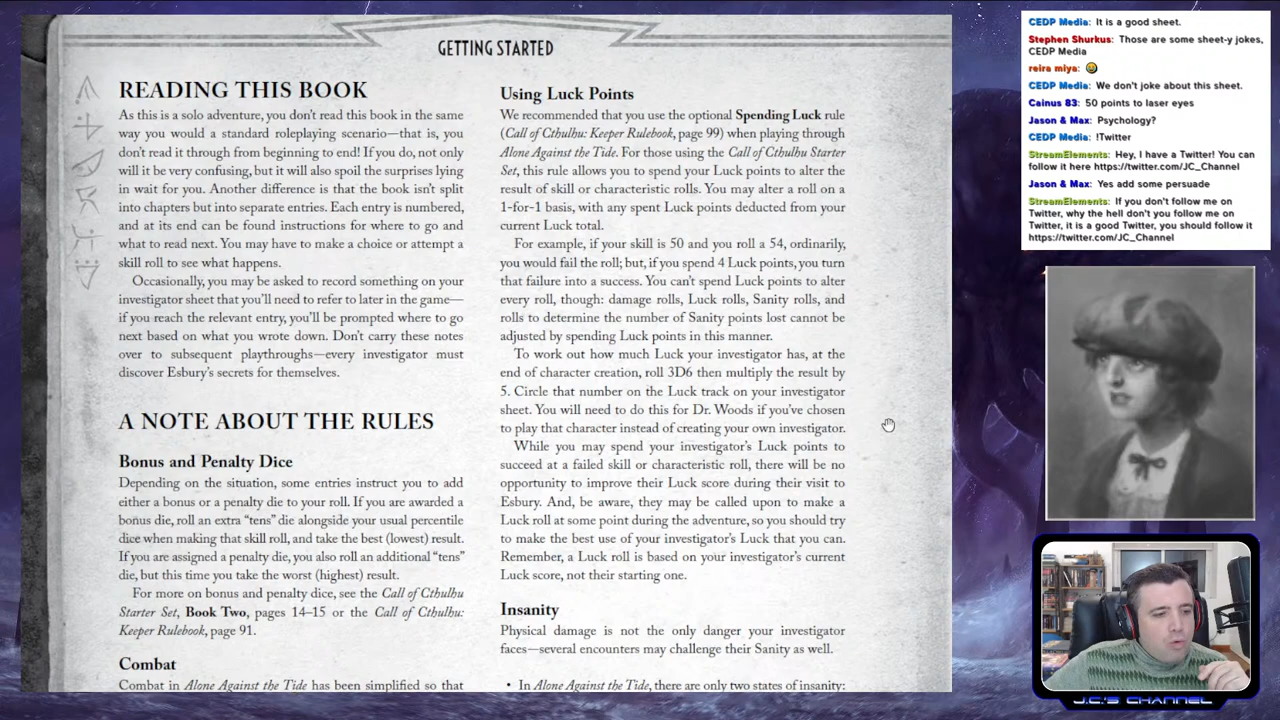 GETTING STARTED
READING THIS BOOK
As this is a solo adventure, you don't read this book in the same
way you would a standard roleplaying scenario—that is, you
don't read it through from beginning to end. If you do, not only
will it be very confusing, but it will also spoil the surprises lying
in wait for you. Another difference is that the book isn't split
into chapters but into separate entries. Each entry is numbered,
and at its end can be found instructions for where to go and
what to read next. You may have to make a choice or attempt a
skill roll to see what happens.
Occasionally, you may be asked to record something on your
investigator sheet that you'll need to refer to later in the game—
if you reach the relevant entry, you'll be prompted where to go
next based on what you wrote down. Don't carry these notes
over to subsequent playthroughs—every investigator must
discover Esbury's secrets for themselves.
A NOTE ABOUT THE RULES
Bonus and Penalty Dice
Depending on the situation, some entries instruct you to add
either a bonus or a penalty die to your roll. If you are awarded a
bonus die, roll an extra “tens” die alongside your usual percentile
dice when making that skill roll, and take the best (lowest) result.
If you are assigned a penalty die, you also roll an additional “tens”
die, but this time you take the worst (highest) result.
For more on bonus and penalty dice, see the Call of Cthulhu
Starter Set, Book Two, pages 14–15 or the Call of Cthulhu:
Keeper Rulebook, page 91.
Combat
Combat in Alone Against the Tide has been simplified so that
Using Luck Points
We recommended that you use the optional Spending Luck rule
(Call of Cthulhu: Keeper Rulebook, page 99) when playing through
Alone Against the Tide. For those using the Call of Cthulhu Starter
Set, this rule allows you to spend your Luck points to alter the
result of skill or characteristic rolls. You may alter a roll on a
1-for-1 basis, with any spent Luck points deducted from your
current Luck total.
For example, if your skill is 50 and you roll a 54, ordinarily,
you would fail the roll; but, if you spend 4 Luck points, you turn
that failure into a success. You can't spend Luck points to alter
every roll, though: damage rolls, Luck rolls, Sanity rolls, and
rolls to determine the number of Sanity points lost cannot be
adjusted by spending Luck points in this manner.
To work out how much Luck your investigator has, at the
end of character creation, roll 3D6 then multiply the result by
5. Circle that number on the Luck track on your investigator
sheet. You will need to do this for Dr. Woods if you've chosen
to play that character instead of creating your own investigator.
While you may spend your investigator's Luck points to
succeed at a failed skill or characteristic roll, there will be no
opportunity to improve their Luck score during their visit to
Esbury. And, be aware, they may be called upon to make a
Luck roll at some point during the adventure, so you should try
to make the best use of your investigator's Luck that you can.
Remember, a Luck roll is based on your investigator's current
Luck score, not their starting one.
Insanity
Physical damage is not the only danger your investigator
faces—several encounters may challenge their Sanity as well.
• In Alone Against the Tide, there are only two states of insanity:
CEDP Media: It is a good sheet.
Stephen Shurkus: Those are some sheet-y jokes,
CEDP Media
reira miya:
CEDP Media: We don't joke about this sheet.
Cainus 83: 50 points to laser eyes
Jason & Max: Psychology?
CEDP Media: !Twitter
StreamElements: Hey, I have a Twitter! You can
follow it here https://twitter.com/JC_Channel
Jason & Max: Yes add some persuade
StreamElements: If you don't follow me on
Twitter, why the hell don't you follow me on
Twitter, it is a good Twitter, you should follow it
https://twitter.com/JC_Channel
J.C.'S CHANNEL